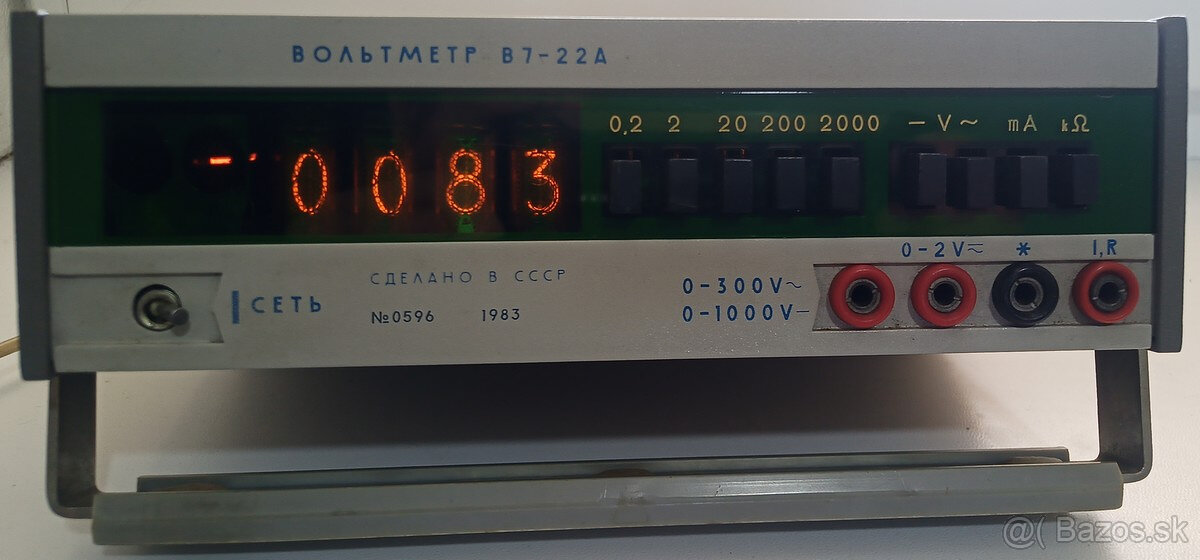 ВОЛЬТМЕТР В7-22А
0,2 2 20 200 2000 — V ~ mA kΩ
- 0083
0-2V⎓ * I,R
СЕТЬ
СДЕЛАНО В СССР
№0596 1983
0-300V~
0-1000V—
@( Bazos.sk